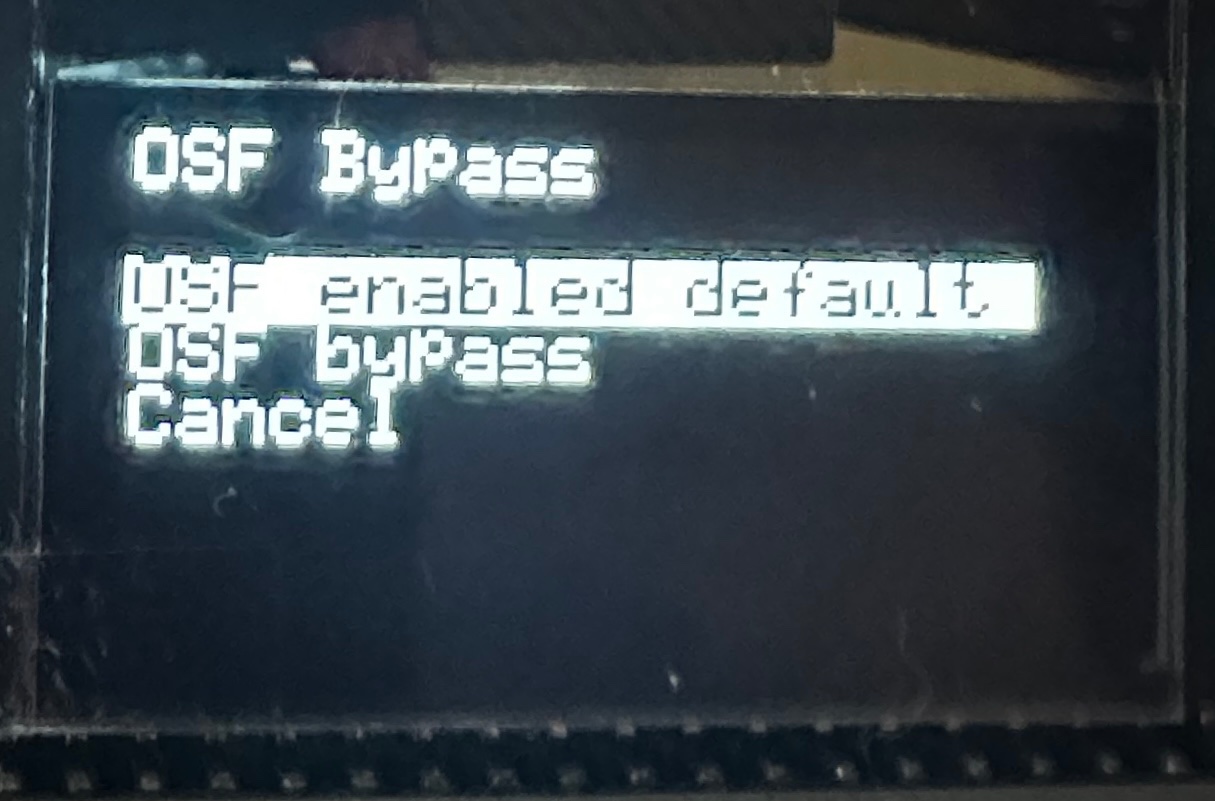 OSF Bypass
OSF enabled default
OSF bypass
Cancel